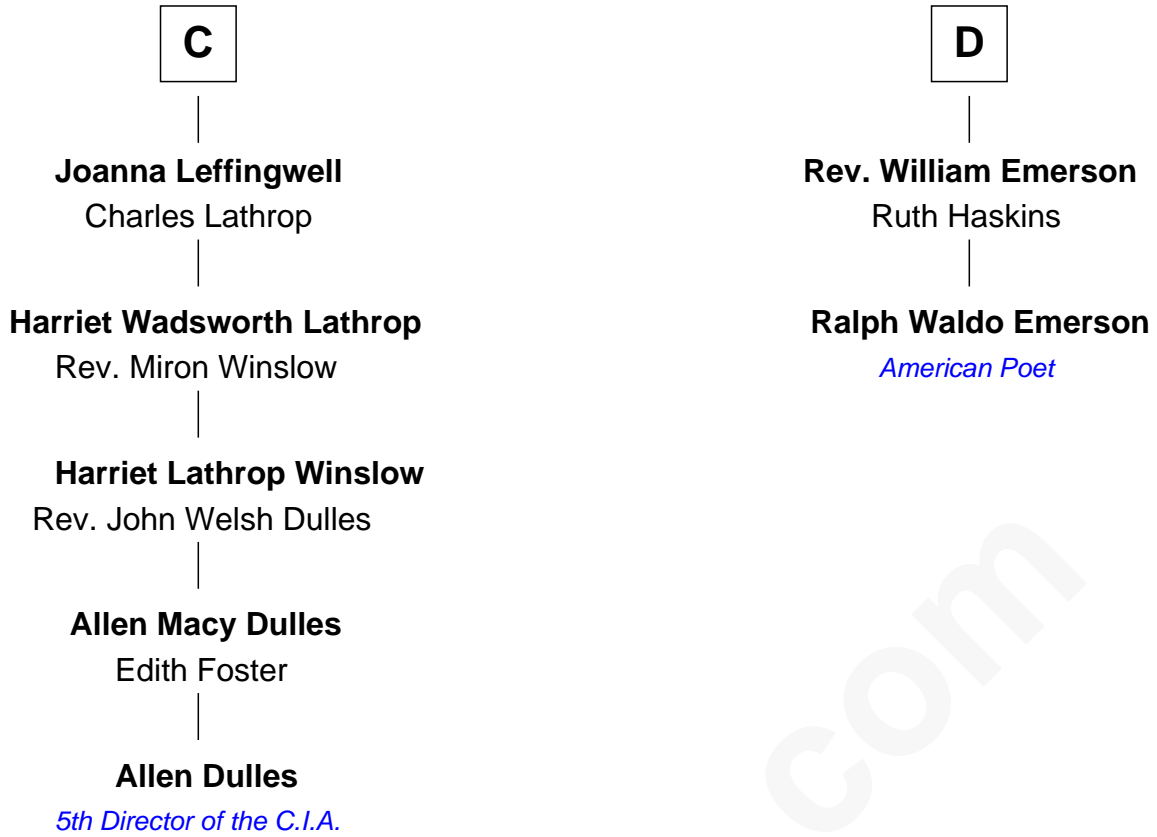 C
Joanna Leffingwell
Charles Lathrop
Harriet Wadsworth Lathrop
Rev. Miron Winslow
Harriet Lathrop Winslow
Rev. John Welsh Dulles
Allen Macy Dulles
Edith Foster
Allen Dulles
5th Director of the C.I.A.
D
Rev. William Emerson
Ruth Haskins
Ralph Waldo Emerson
American Poet
com